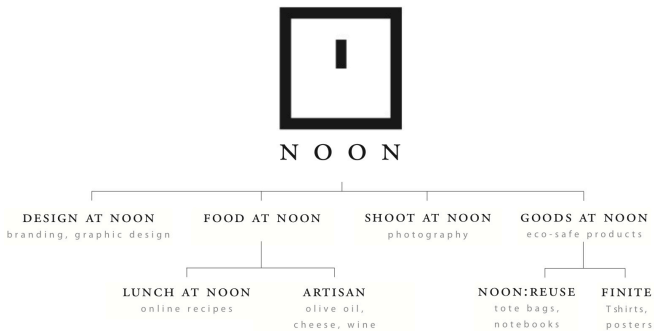 NOON
DESIGN AT NOON
branding, graphic design
FOOD AT NOON
SHOOT AT NOON
photography
GOODS AT NOON
eco-safe products
LUNCH AT NOON
online recipes
ARTISAN
olive oil,
cheese, wine
NOON:REUSE
tote bags,
notebooks
FINITE
Tshirts,
posters